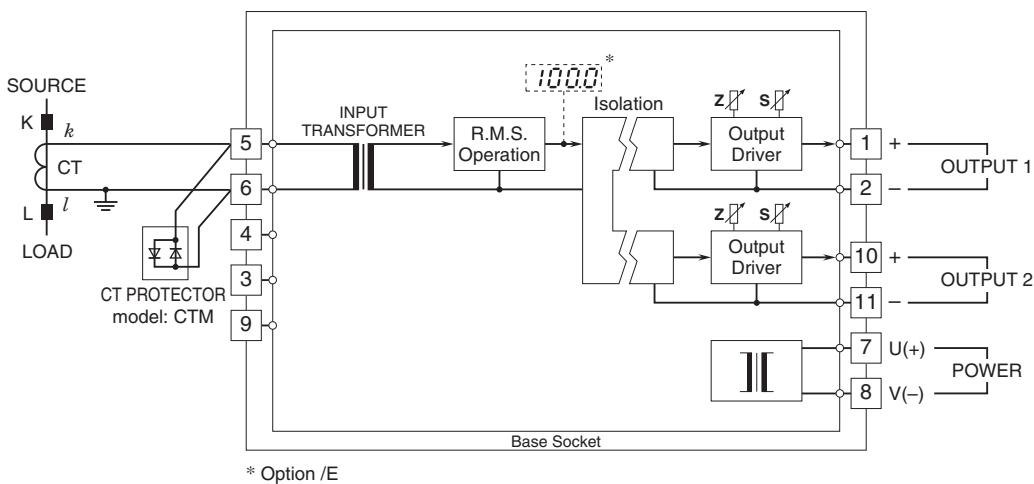 SOURCE
K
k
CT
L
l
LOAD
CT PROTECTOR
model: CTM
5
6
4
3
9
INPUT
TRANSFORMER
R.M.S.
Operation
1000
*
Isolation
Z
S
Output
Driver
Z
S
Output
Driver
1
+
2
–
OUTPUT 1
10
+
11
–
OUTPUT 2
7
U(+)
8
V(–)
POWER
Base Socket
* Option /E